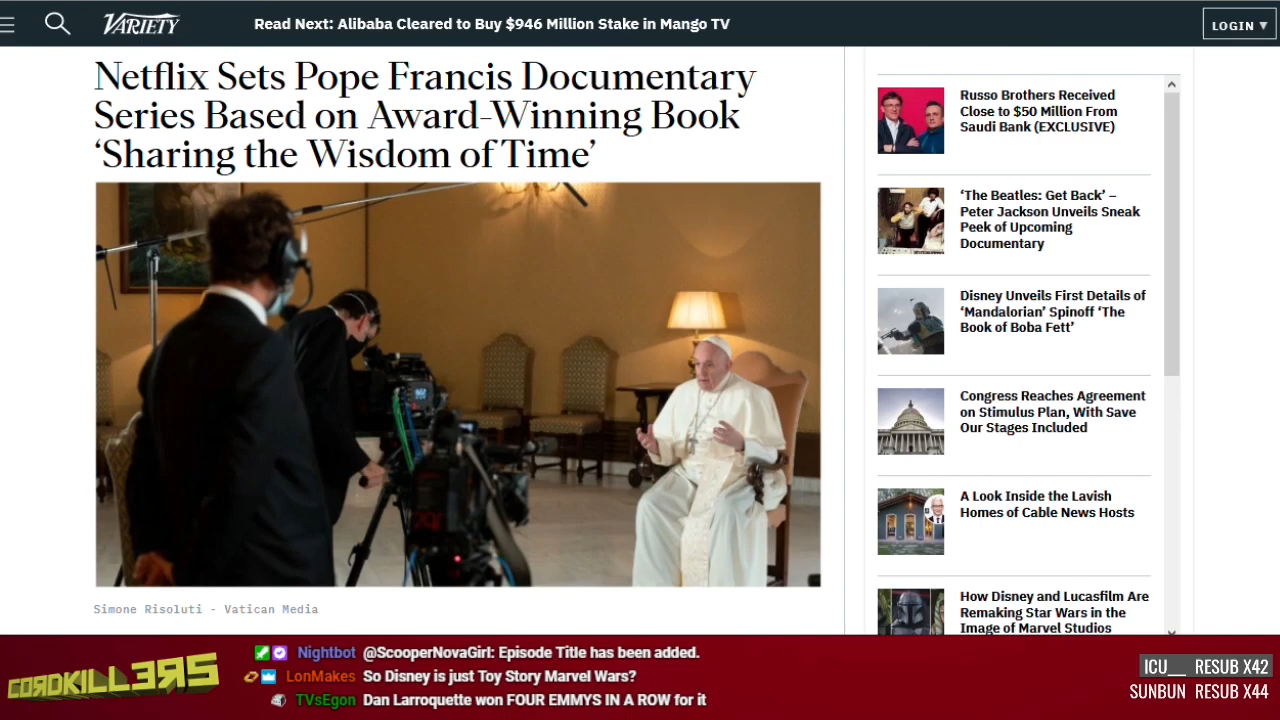 VARIETY
Read Next: Alibaba Cleared to Buy $946 Million Stake in Mango TV
LOGIN ▼
Netflix Sets Pope Francis Documentary
Series Based on Award-Winning Book
‘Sharing the Wisdom of Time’
Simone Risoluti - Vatican Media
Russo Brothers Received
Close to $50 Million From
Saudi Bank (EXCLUSIVE)
‘The Beatles: Get Back’ –
Peter Jackson Unveils Sneak
Peek of Upcoming
Documentary
Disney Unveils First Details of
‘Mandalorian’ Spinoff ‘The
Book of Boba Fett’
Congress Reaches Agreement
on Stimulus Plan, With Save
Our Stages Included
A Look Inside the Lavish
Homes of Cable News Hosts
How Disney and Lucasfilm Are
Remaking Star Wars in the
Image of Marvel Studios
CORDKILLERS
Nightbot @ScooperNovaGirl: Episode Title has been added.
LonMakes So Disney is just Toy Story Marvel Wars?
TVsEgon Dan Larroquette won FOUR EMMYS IN A ROW for it
ICU__ RESUB X42
SUNBUN RESUB X44